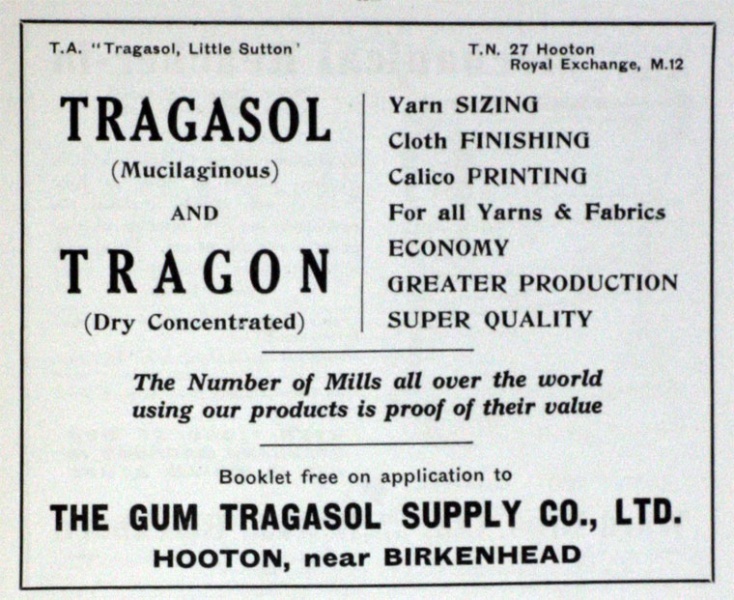 T.A. "Tragasol, Little Sutton'
T.N. 27 Hooton
Royal Exchange, M.12
TRAGASOL
(Mucilaginous)
AND
TRAGON
(Dry Concentrated)
Yarn SIZING
Cloth FINISHING
Calico PRINTING
For all Yarns & Fabrics
ECONOMY
GREATER PRODUCTION
SUPER QUALITY
The Number of Mills all over the world
using our products is proof of their value
Booklet free on application to
THE GUM TRAGASOL SUPPLY CO., LTD.
HOOTON, near BIRKENHEAD